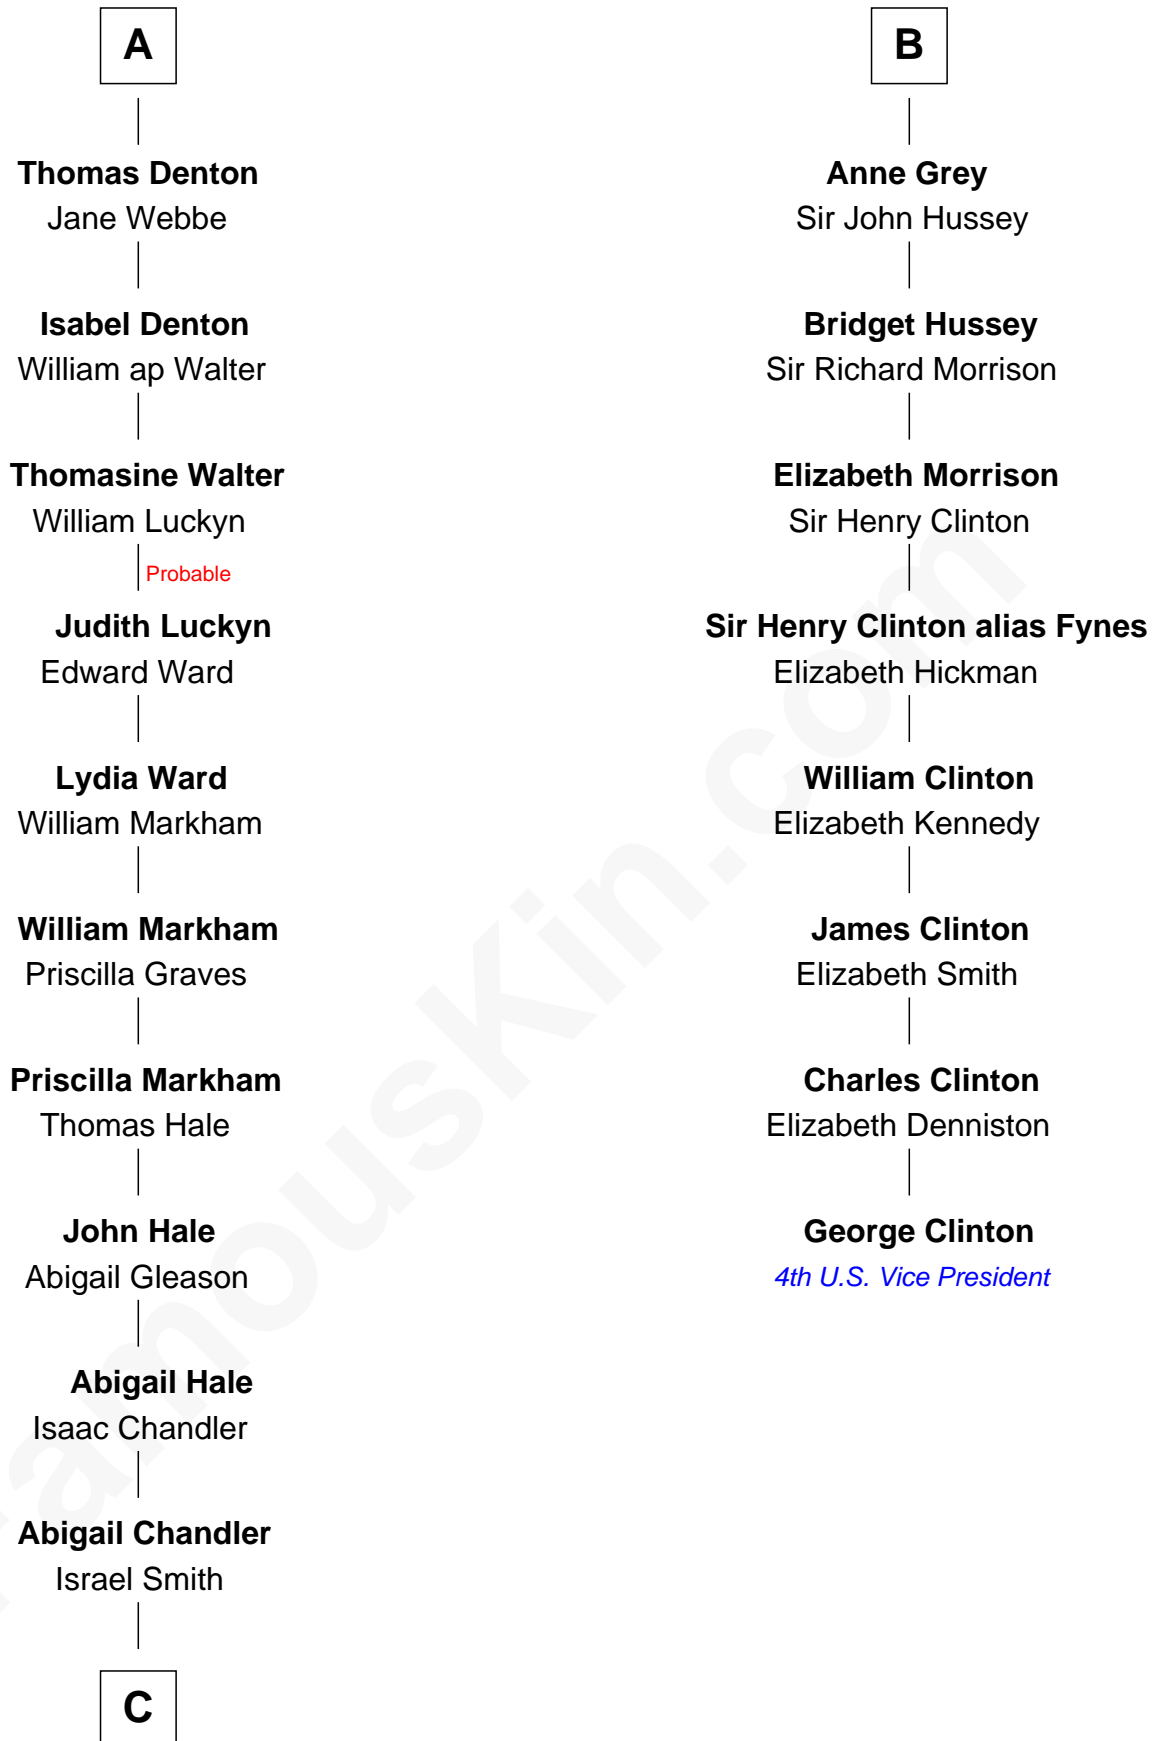 A
Thomas Denton
Jane Webbe
Isabel Denton
William ap Walter
Thomasine Walter
William Luckyn
Probable
Judith Luckyn
Edward Ward
Lydia Ward
William Markham
William Markham
Priscilla Graves
Priscilla Markham
Thomas Hale
John Hale
Abigail Gleason
Abigail Hale
Isaac Chandler
Abigail Chandler
Israel Smith
C
B
Anne Grey
Sir John Hussey
Bridget Hussey
Sir Richard Morrison
Elizabeth Morrison
Sir Henry Clinton
Sir Henry Clinton alias Fynes
Elizabeth Hickman
William Clinton
Elizabeth Kennedy
James Clinton
Elizabeth Smith
Charles Clinton
Elizabeth Denniston
George Clinton
4th U.S. Vice President
FamousKin.com